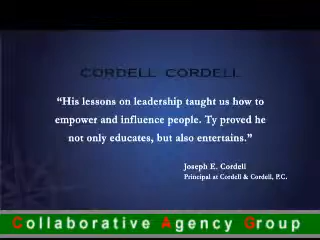 CORDELL CORDELL
“His lessons on leadership taught us how to
empower and influence people. Ty proved he
not only educates, but also entertains.”
Joseph E. Cordell
Principal at Cordell & Cordell, P.C.
Collaborative Agency Group